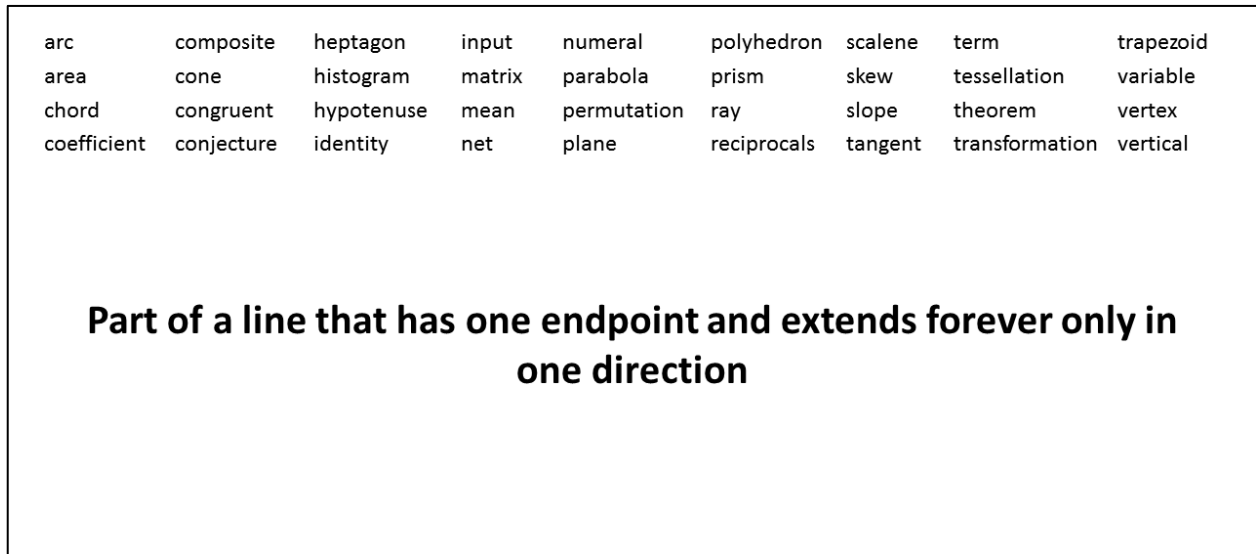 arc composite heptagon input numeral polyhedron scalene term trapezoid
area cone histogram matrix parabola prism skew tessellation variable
chord congruent hypotenuse mean permutation ray slope theorem vertex
coefficient conjecture identity net plane reciprocals tangent transformation vertical
Part of a line that has one endpoint and extends forever only in
one direction